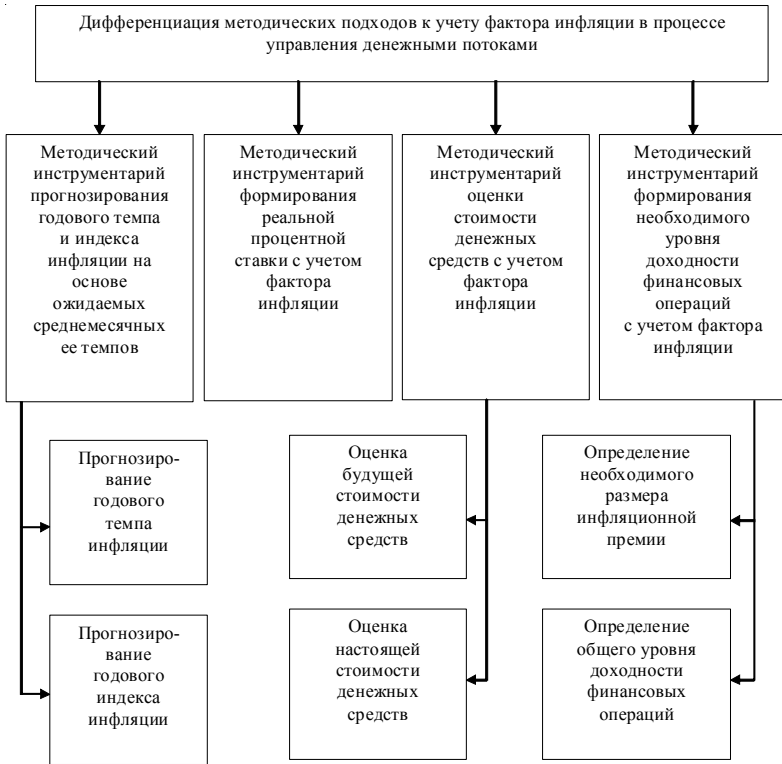 Дифференциация методических подходов к учету фактора инфляции в процессе
управления денежными потоками
Методический
инструментарий
прогнозирования
годового темпа
и индекса
инфляции на
основе
ожидаемых
среднемесячных
ее темпов
Методический
инструментарий
формирования
реальной
процентной
ставки с учетом
фактора
инфляции
Методический
инструментарий
оценки
стоимости
денежных
средств с учетом
фактора
инфляции
Методический
инструментарий
формирования
необходимого
уровня
доходности
финансовых
операций
с учетом фактора
инфляции
Прогнозиро-
вание
годового
темпа
инфляции
Оценка
будущей
стоимости
денежных
средств
Определение
необходимого
размера
инфляционной
премии
Прогнозиро-
вание
годового
индекса
инфляции
Оценка
настоящей
стоимости
денежных
средств
Определение
общего уровня
доходности
финансовых
операций